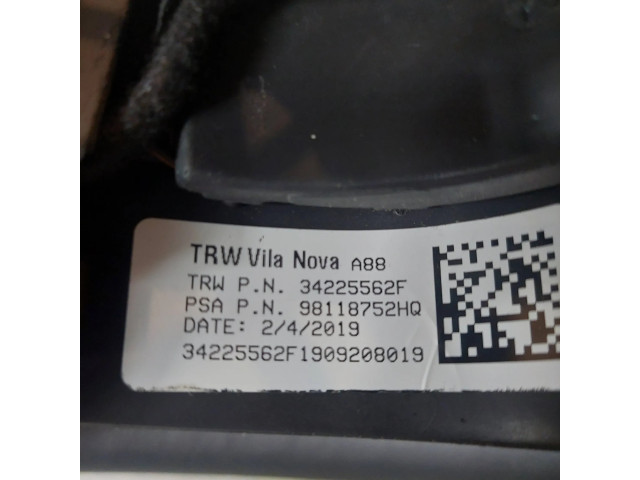 TRW Vila Nova A88
TRW P.N. 34225562F
PSA P.N. 98118752HQ
DATE: 2/4/2019
34225562F1909208019